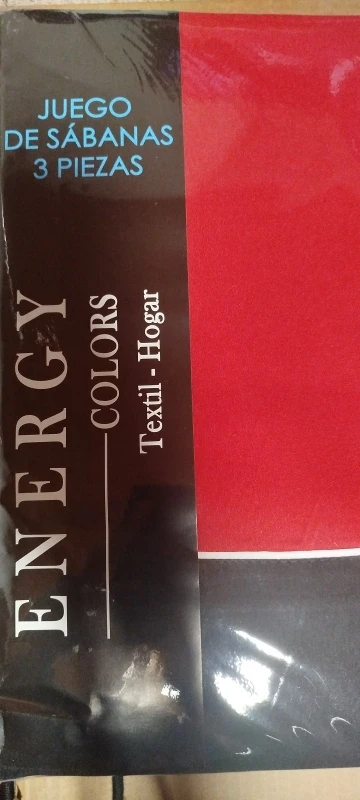 JUEGO
DE SÁBANAS
3 PIEZAS
ENERGY
COLORS
Textil - Hogar